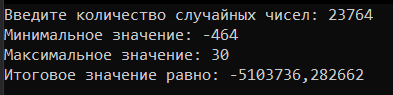 Введите количество случайных чисел: 23764
Минимальное значение: -464
Максимальное значение: 30
Итоговое значение равно: -5103736,282662